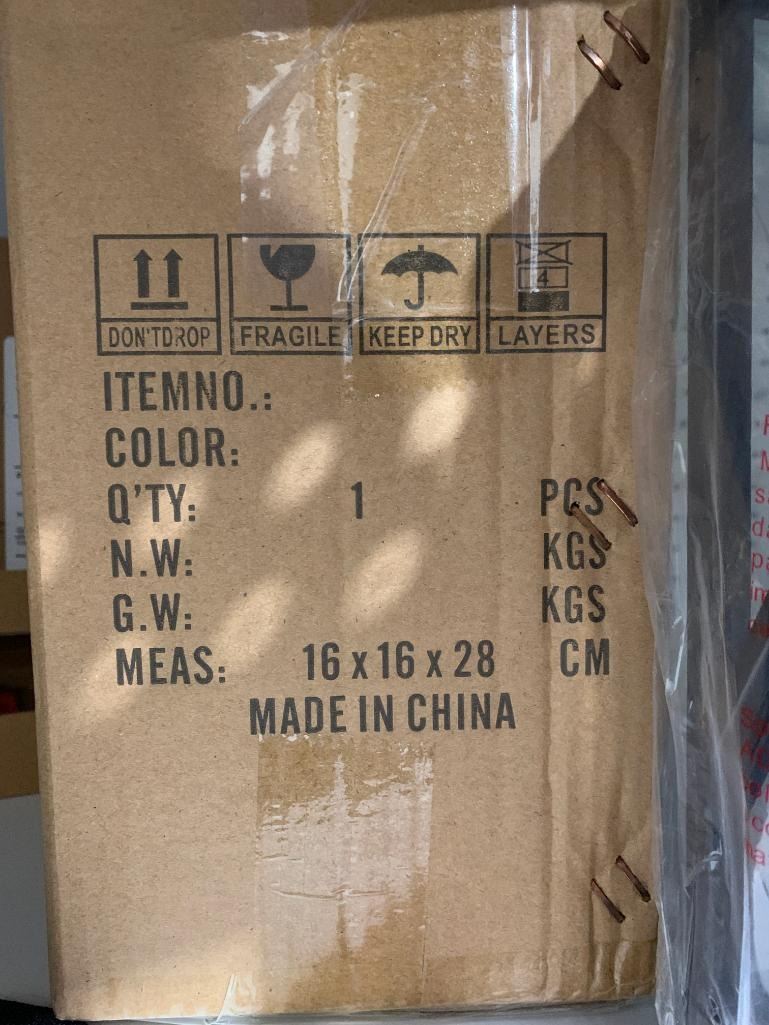 4
DON'TDROP FRAGILE KEEP DRY LAYERS
ITEMNO.:
COLOR:
Q'TY: 1 PCS
N.W: KGS
G.W: KGS
MEAS: 16 x 16 x 28 CM
MADE IN CHINA